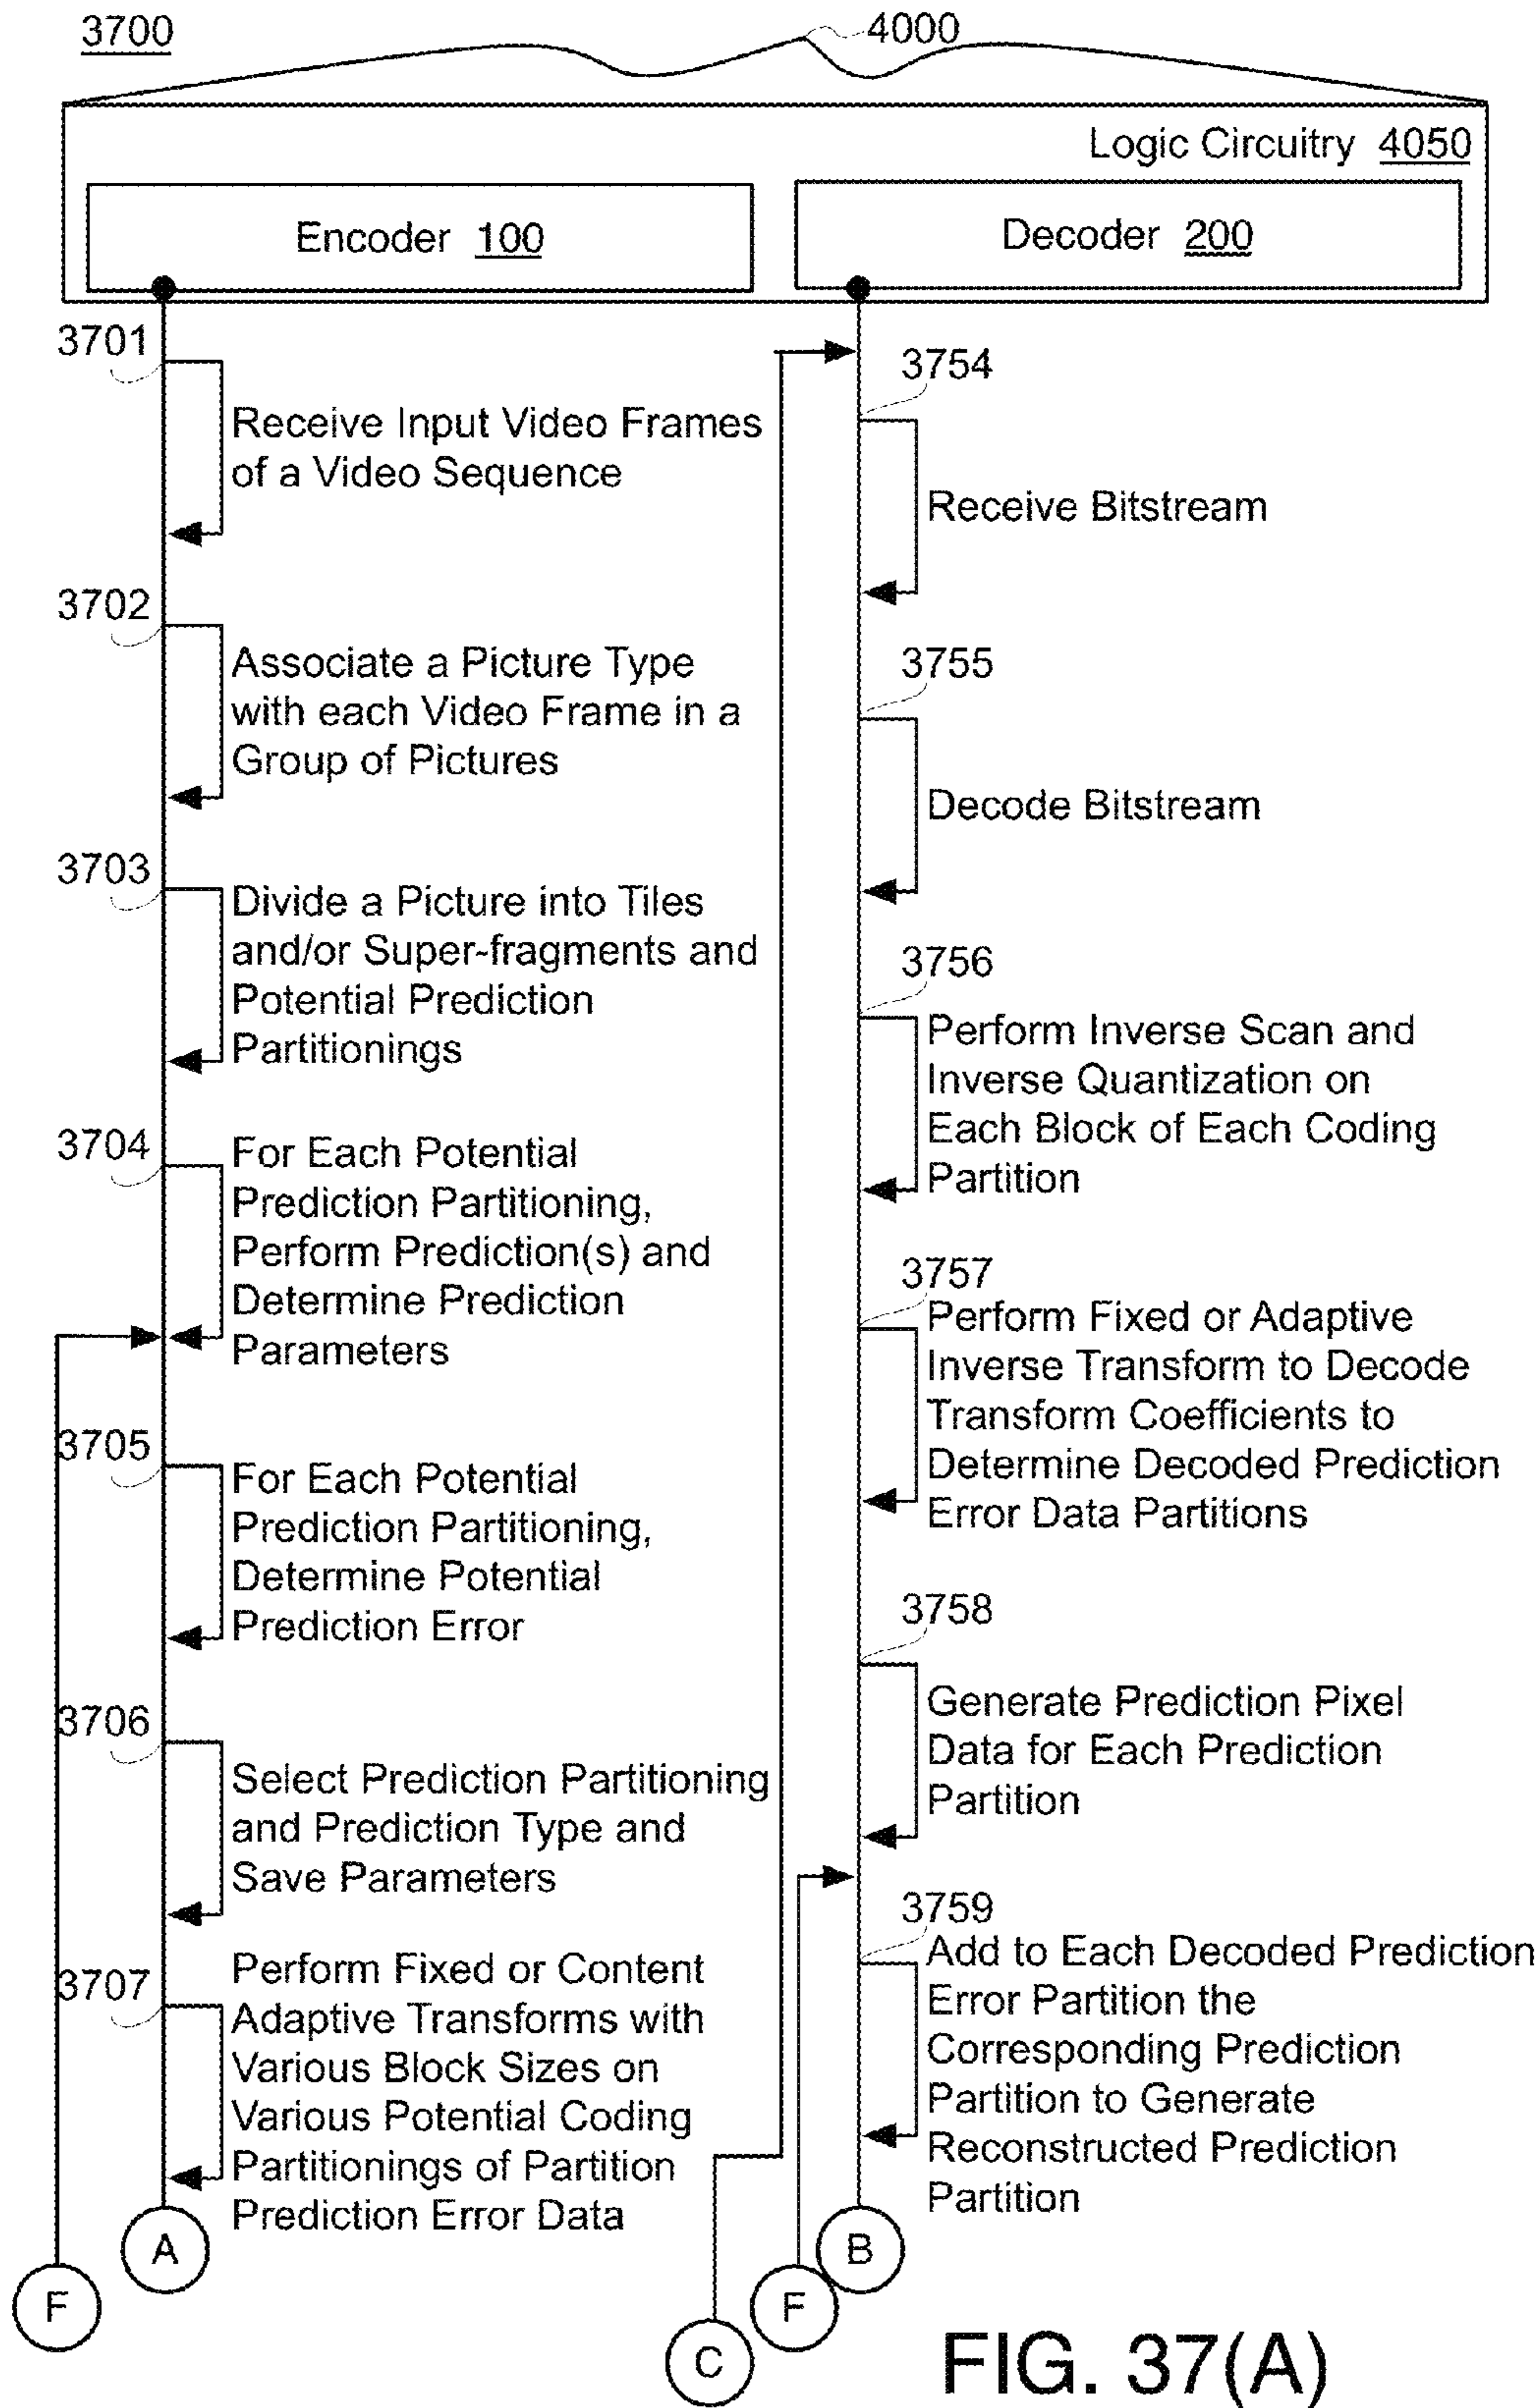 3700
4000
Logic Circuitry 4050
Encoder 100
Decoder 200
3701
Receive Input Video Frames
of a Video Sequence
3702
Associate a Picture Type
with each Video Frame in a
Group of Pictures
3703
Divide a Picture into Tiles
and/or Super-fragments and
Potential Prediction
Partitionings
3704
For Each Potential
Prediction Partitioning,
Perform Prediction(s) and
Determine Prediction
Parameters
3705
For Each Potential
Prediction Partitioning,
Determine Potential
Prediction Error
3706
Select Prediction Partitioning
and Prediction Type and
Save Parameters
3707
Perform Fixed or Content
Adaptive Transforms with
Various Block Sizes on
Various Potential Coding
Partitionings of Partition
Prediction Error Data
A
F
3754
Receive Bitstream
3755
Decode Bitstream
3756
Perform Inverse Scan and
Inverse Quantization on
Each Block of Each Coding
Partition
3757
Perform Fixed or Adaptive
Inverse Transform to Decode
Transform Coefficients to
Determine Decoded Prediction
Error Data Partitions
3758
Generate Prediction Pixel
Data for Each Prediction
Partition
3759
Add to Each Decoded Prediction
Error Partition the
Corresponding Prediction
Partition to Generate
Reconstructed Prediction
Partition
B
F
C
FIG. 37(A)